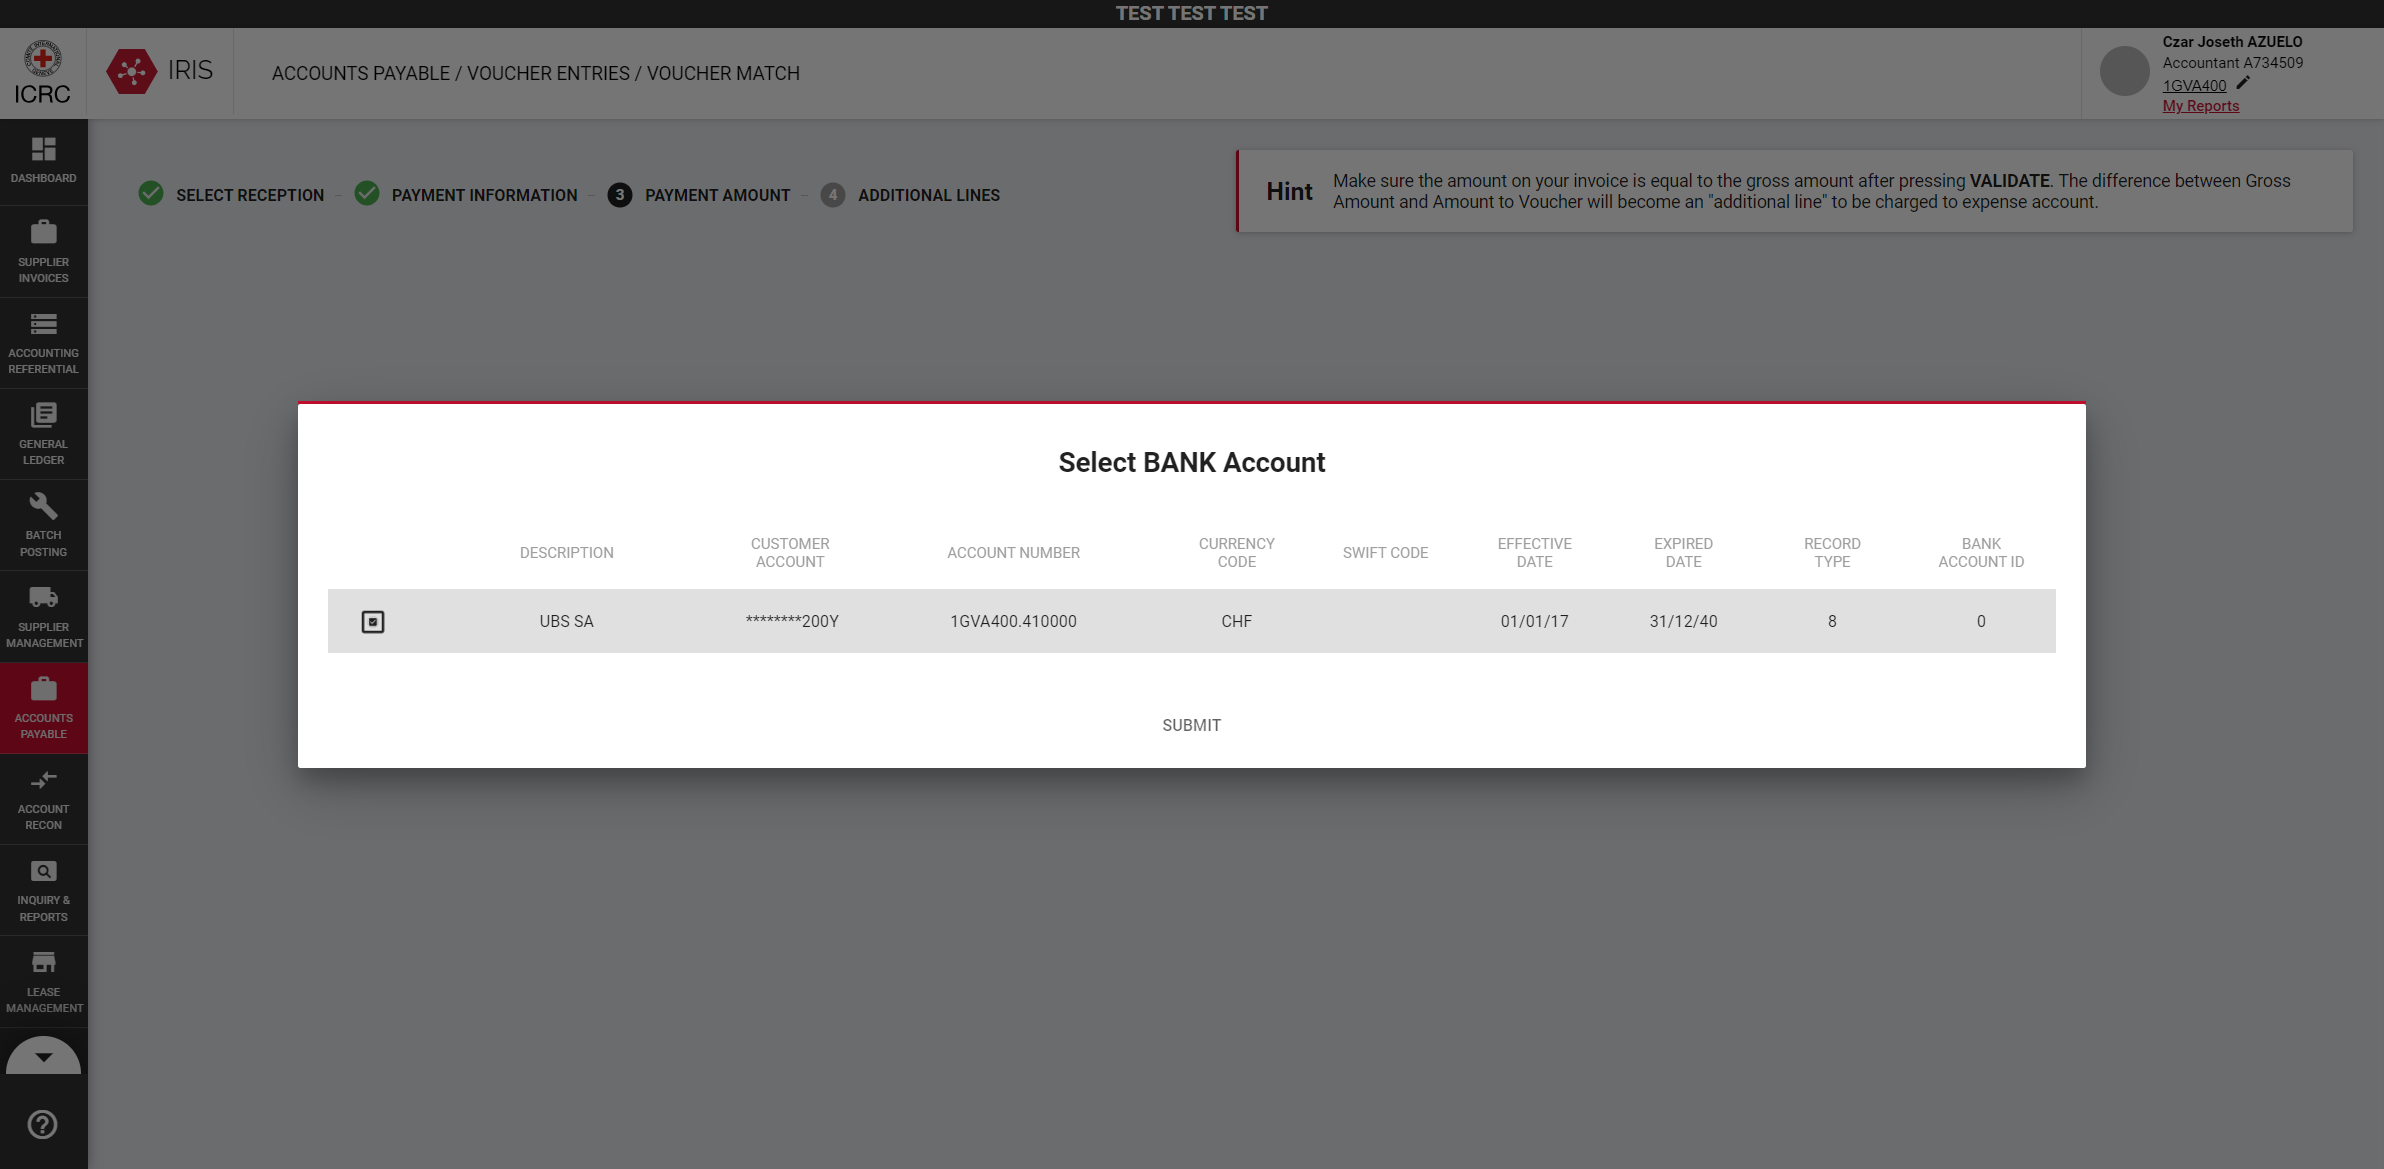 TEST TEST TEST
ICRC
IRIS
ACCOUNTS PAYABLE / VOUCHER ENTRIES / VOUCHER MATCH
Czar Joseth AZUELO
Accountant A734509
1GVA400
My Reports
DASHBOARD
SUPPLIER
INVOICES
ACCOUNTING
REFERENTIAL
GENERAL
LEDGER
BATCH
POSTING
SUPPLIER
MANAGEMENT
ACCOUNTS
PAYABLE
ACCOUNT
RECON
INQUIRY &
REPORTS
LEASE
MANAGEMENT
SELECT RECEPTION
PAYMENT INFORMATION
3 PAYMENT AMOUNT
4 ADDITIONAL LINES
Hint
Make sure the amount on your invoice is equal to the gross amount after pressing VALIDATE. The difference between Gross
Amount and Amount to Voucher will become an "additional line" to be charged to expense account.
Select BANK Account
DESCRIPTION
CUSTOMER
ACCOUNT
ACCOUNT NUMBER
CURRENCY
CODE
SWIFT CODE
EFFECTIVE
DATE
EXPIRED
DATE
RECORD
TYPE
BANK
ACCOUNT ID
UBS SA ********200Y 1GVA400.410000 CHF 01/01/17 31/12/40 8 0
SUBMIT